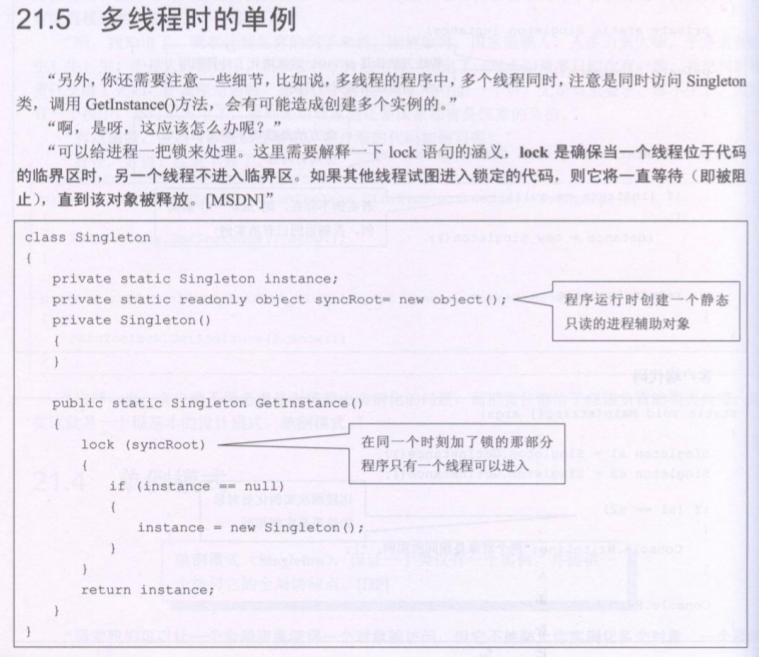 21.5 多线程时的单例
“另外，你还需要注意一些细节，比如说，多线程的程序中，多个线程同时，注意是同时访问 Singleton
类，调用 GetInstance()方法，会有可能造成创建多个实例的。”
“啊，是呀，这应该怎么办呢？”
“可以给进程一把锁来处理。这里需要解释一下 lock 语句的涵义，lock 是确保当一个线程位于代码
的临界区时，另一个线程不进入临界区。如果其他线程试图进入锁定的代码，则它将一直等待（即被阻
止），直到该对象被释放。[MSDN]”
class Singleton
{
private static Singleton instance;
private static readonly object syncRoot= new object();
程序运行时创建一个静态
只读的进程辅助对象
private Singleton()
{
}
public static Singleton GetInstance()
{
lock (syncRoot)
在同一个时刻加了锁的那部分
程序只有一个线程可以进入
{
if (instance == null)
{
instance = new Singleton();
}
}
return instance;
}
}